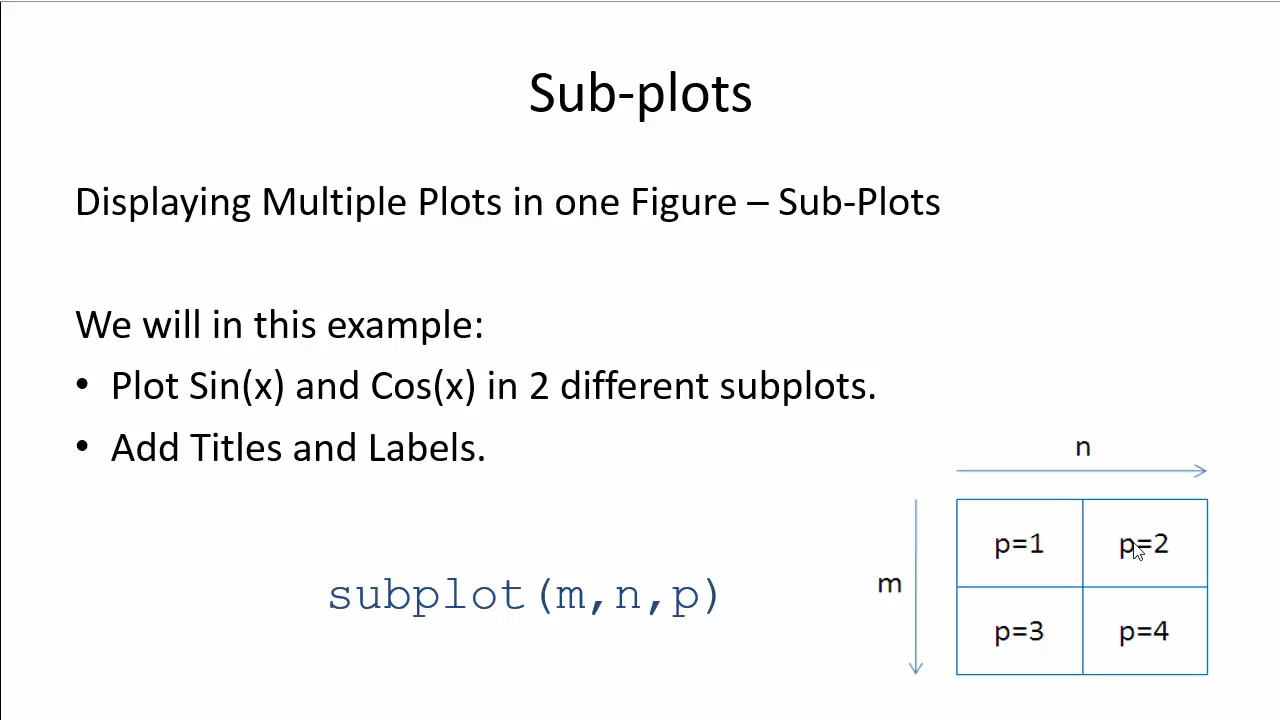 Sub-plots
Displaying Multiple Plots in one Figure – Sub-Plots
We will in this example:
• Plot Sin(x) and Cos(x) in 2 different subplots.
• Add Titles and Labels.
n
p=1 p=2
m
subplot(m,n,p)
p=3 p=4